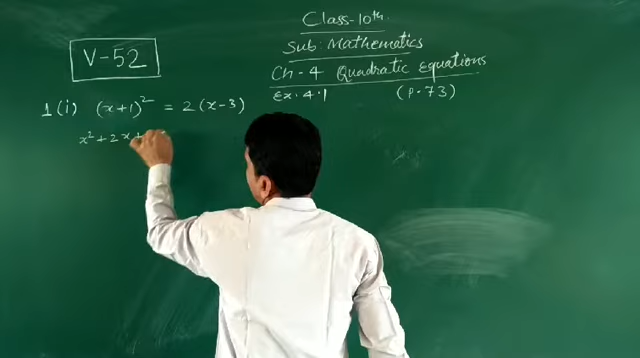 Class-10th.
Sub: Mathematics
V-52
Ch-4 Quadratic Equations
Ex. 4.1 (P.73)
1(i) (x+1)² = 2(x-3)
x² + 2x +